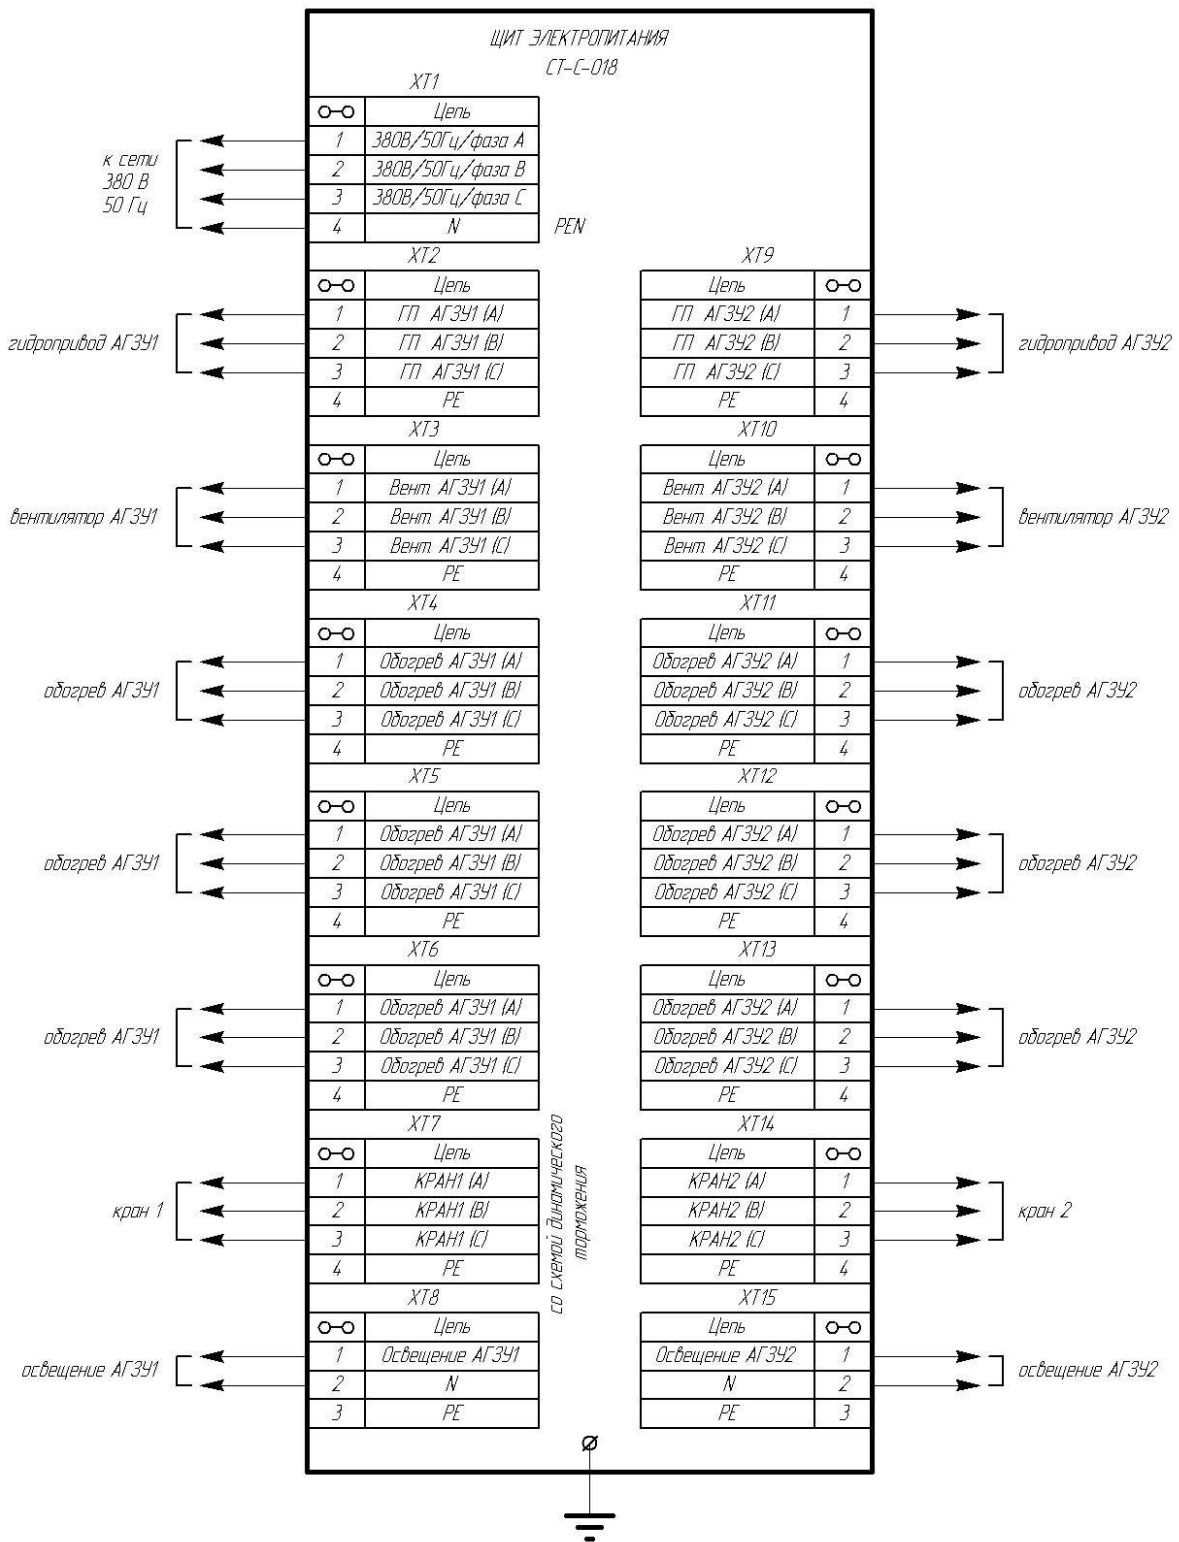 ЩИТ ЭЛЕКТРОПИТАНИЯ
СТ-С-018
XT1
Цепь
1 380В/50Гц/фаза А
2 380В/50Гц/фаза В
3 380В/50Гц/фаза С
4 N
PEN
к сети
380 В
50 Гц
XT2
Цепь
1 ГП АГЗУ1 (А)
2 ГП АГЗУ1 (В)
3 ГП АГЗУ1 (С)
4 PE
гидропривод АГЗУ1
XT9
Цепь
ГП АГЗУ2 (А) 1
ГП АГЗУ2 (В) 2
ГП АГЗУ2 (С) 3
PE 4
гидропривод АГЗУ2
XT3
Цепь
1 Вент. АГЗУ1 (А)
2 Вент. АГЗУ1 (В)
3 Вент. АГЗУ1 (С)
4 PE
вентилятор АГЗУ1
XT10
Цепь
Вент. АГЗУ2 (А) 1
Вент. АГЗУ2 (В) 2
Вент. АГЗУ2 (С) 3
PE 4
вентилятор АГЗУ2
XT4
Цепь
1 Обогрев АГЗУ1 (А)
2 Обогрев АГЗУ1 (В)
3 Обогрев АГЗУ1 (С)
4 PE
обогрев АГЗУ1
XT11
Цепь
Обогрев АГЗУ2 (А) 1
Обогрев АГЗУ2 (В) 2
Обогрев АГЗУ2 (С) 3
PE 4
обогрев АГЗУ2
XT5
Цепь
1 Обогрев АГЗУ1 (А)
2 Обогрев АГЗУ1 (В)
3 Обогрев АГЗУ1 (С)
4 PE
обогрев АГЗУ1
XT12
Цепь
Обогрев АГЗУ2 (А) 1
Обогрев АГЗУ2 (В) 2
Обогрев АГЗУ2 (С) 3
PE 4
обогрев АГЗУ2
XT6
Цепь
1 Обогрев АГЗУ1 (А)
2 Обогрев АГЗУ1 (В)
3 Обогрев АГЗУ1 (С)
4 PE
обогрев АГЗУ1
XT13
Цепь
Обогрев АГЗУ2 (А) 1
Обогрев АГЗУ2 (В) 2
Обогрев АГЗУ2 (С) 3
PE 4
обогрев АГЗУ2
XT7
Цепь
1 КРАН1 (А)
2 КРАН1 (В)
3 КРАН1 (С)
4 PE
кран 1
со схемой динамического
торможения
XT14
Цепь
КРАН2 (А) 1
КРАН2 (В) 2
КРАН2 (С) 3
PE 4
кран 2
XT8
Цепь
1 Освещение АГЗУ1
2 N
3 PE
освещение АГЗУ1
XT15
Цепь
Освещение АГЗУ2 1
N 2
PE 3
освещение АГЗУ2